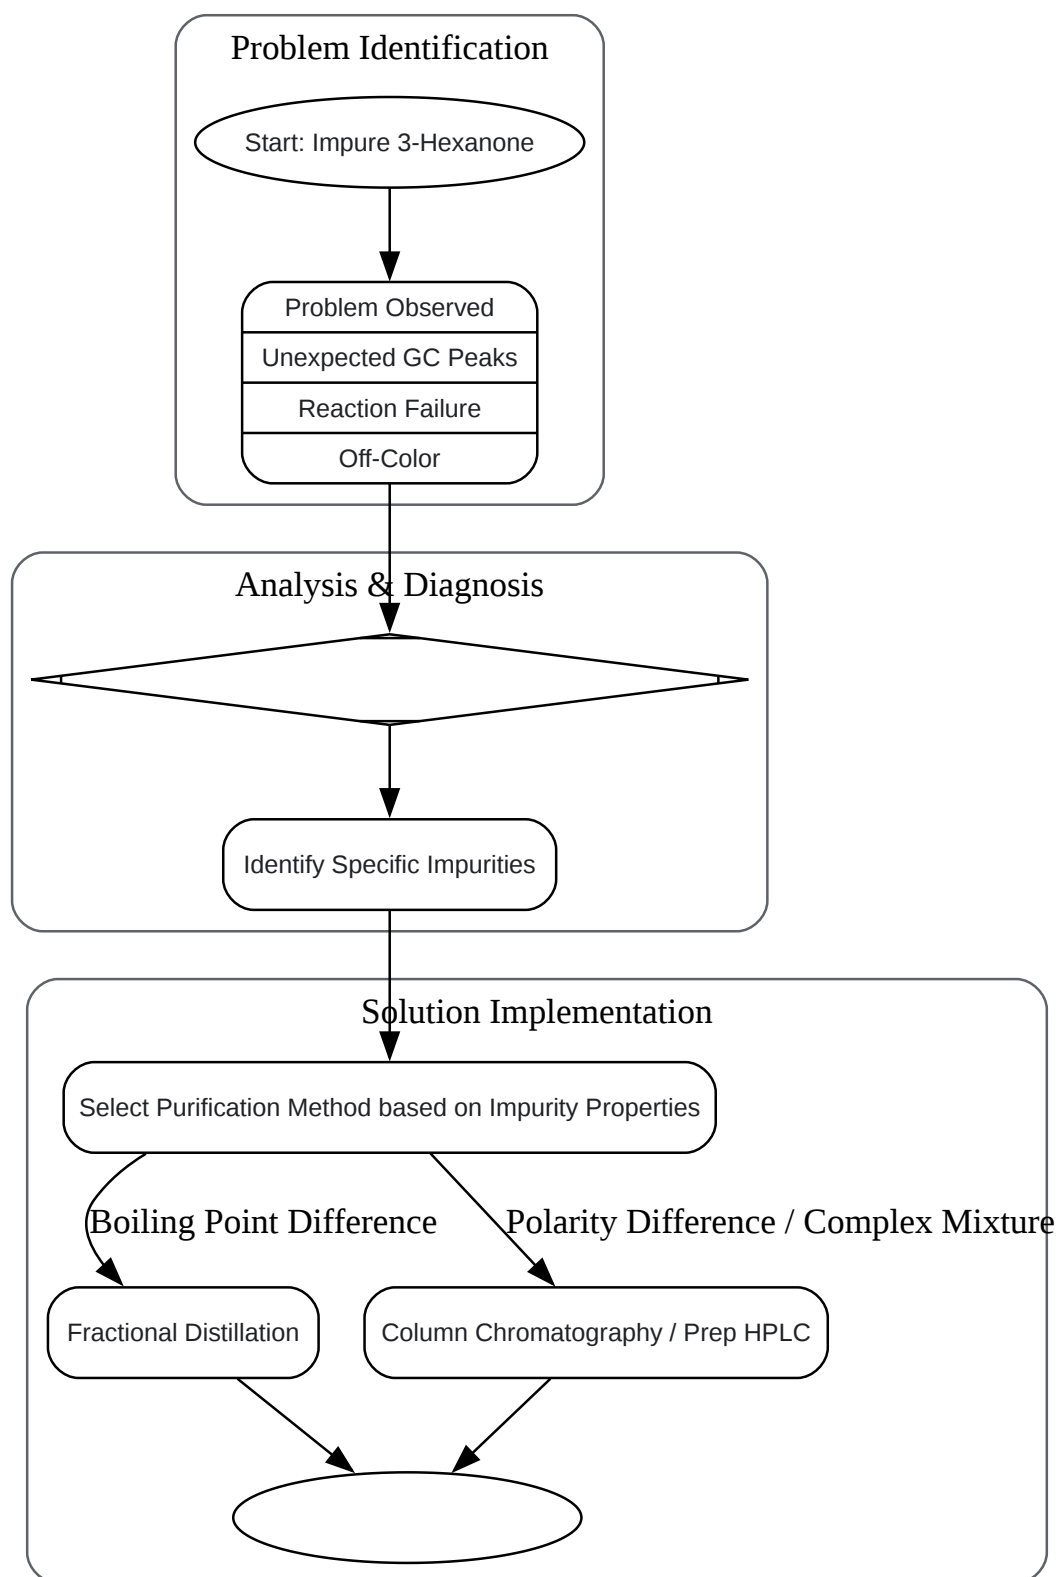 Problem Identification
Start: Impure 3-Hexanone
Problem Observed
Unexpected GC Peaks
Reaction Failure
Off-Color
Analysis & Diagnosis
Identify Specific Impurities
Solution Implementation
Select Purification Method based on Impurity Properties
Boiling Point Difference
Polarity Difference / Complex Mixture
Fractional Distillation
Column Chromatography / Prep HPLC